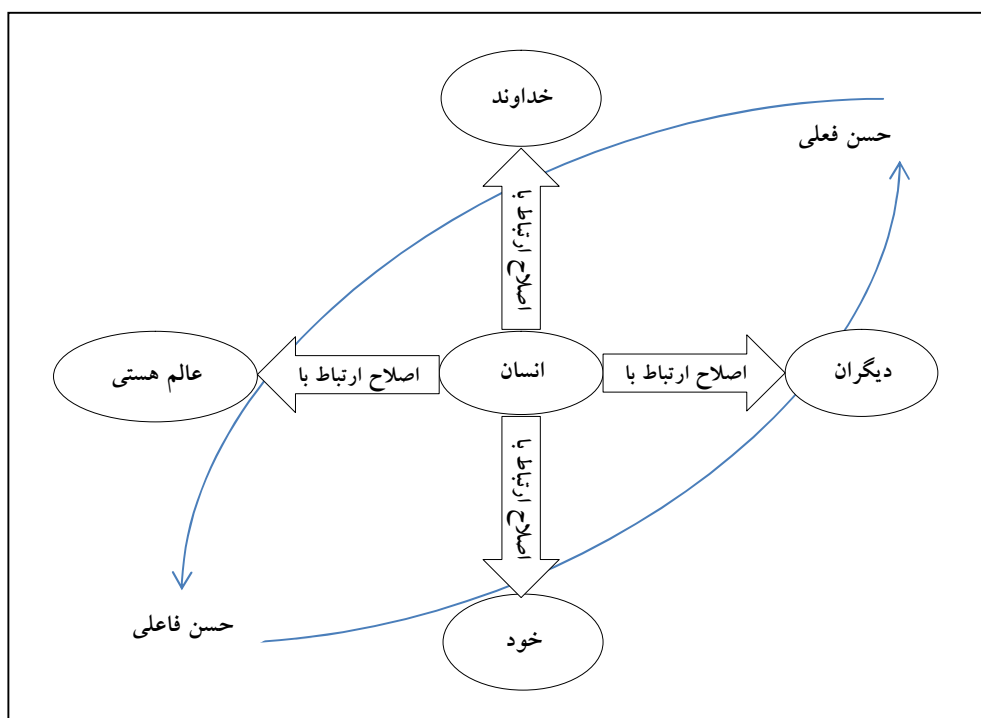 خداوند
حسن فعلی
اصلاح ارتباط با
دیگران
اصلاح ارتباط با
انسان
اصلاح ارتباط با
عالم هستی
اصلاح ارتباط با
حسن فاعلی
خود